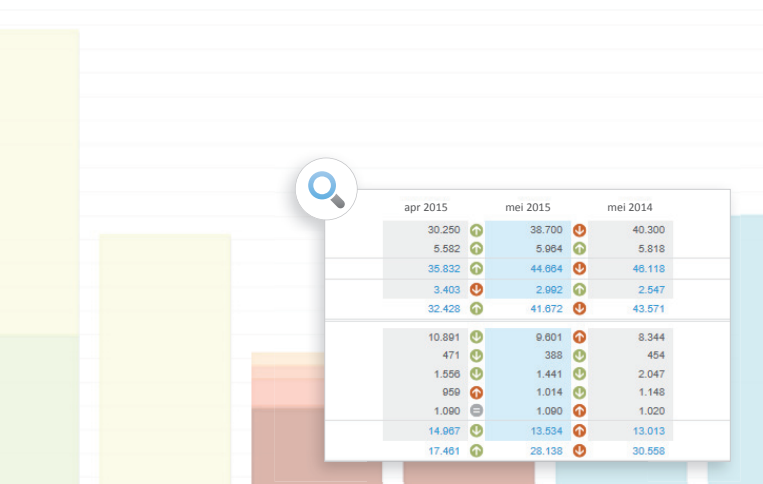 apr 2015 mei 2015 mei 2014
30.250 38.700 40.300
5.582 5.964 5.818
35.832 44.664 46.118
3.403 2.992 2.547
32.428 41.672 43.571
10.891 9.601 8.344
471 388 454
1.556 1.441 2.047
959 1.014 1.148
1.090 = 1.090 1.020
14.967 13.534 13.013
17.461 28.138 30.558